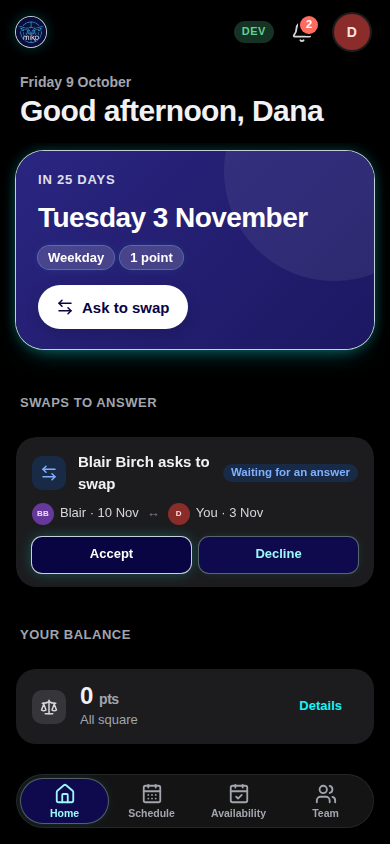 miko
DEV
2
D
Friday 9 October
Good afternoon, Dana
IN 25 DAYS
Tuesday 3 November
Weekday
1 point
Ask to swap
SWAPS TO ANSWER
Blair Birch asks to
swap
Waiting for an answer
BB Blair · 10 Nov ↔ D You · 3 Nov
Accept
Decline
YOUR BALANCE
0 pts
All square
Details
Home
Schedule
Availability
Team